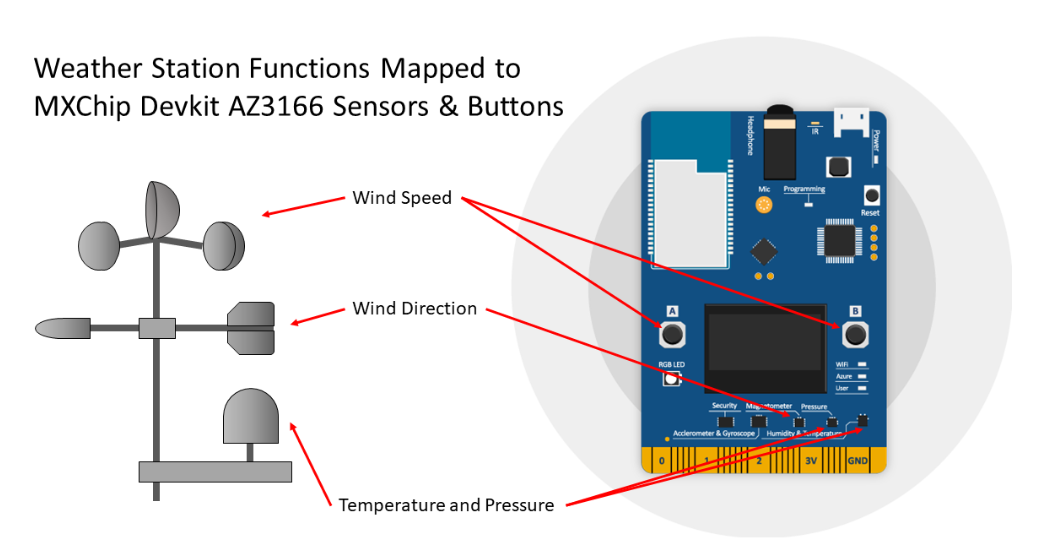 Weather Station Functions Mapped to
MXChip Devkit AZ3166 Sensors & Buttons
Wind Speed
Wind Direction
Temperature and Pressure
Headphone
IR
Power
Mic
Programming
Reset
A
B
RGB LED
WiFi
Azure
User
Security
Magnetometer
Pressure
Acclerometer & Gyroscope
Humidity & Temperature
0
1
2
3V
GND